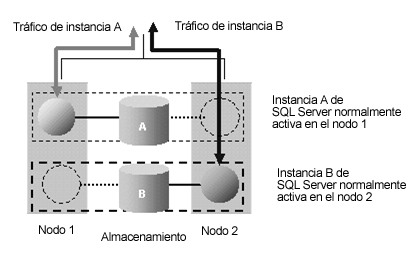 Tráfico de instancia A
Tráfico de instancia B
A
Instancia A de
SQL Server normalmente
activa en el nodo 1
B
Instancia B de
SQL Server normalmente
activa en el nodo 2
Nodo 1
Almacenamiento
Nodo 2